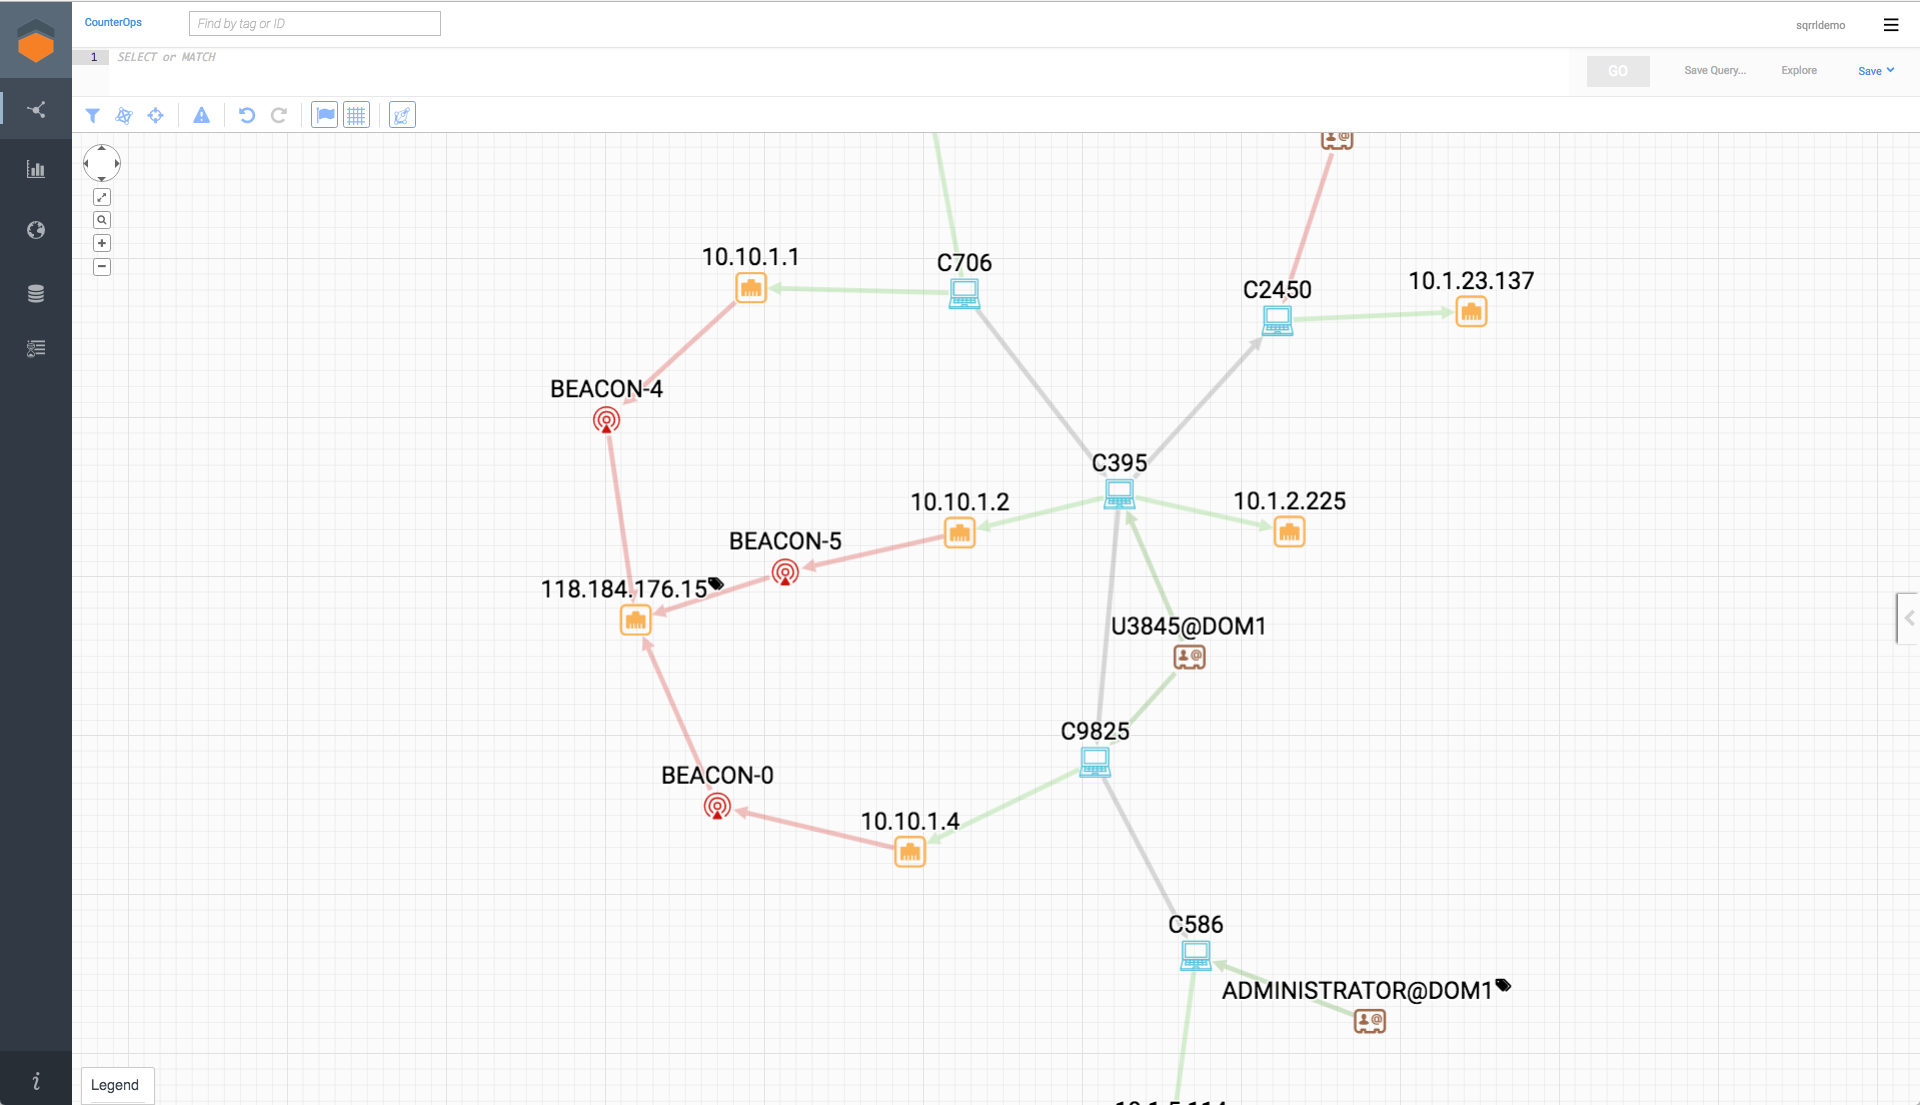 CounterOps
Find by tag or ID
sqrrldemo
1 SELECT or MATCH
GO
Save Query...
Explore
Save
10.10.1.1
C706
C2450
10.1.23.137
BEACON-4
C395
10.10.1.2
10.1.2.225
BEACON-5
118.184.176.15
U3845@DOM1
C9825
BEACON-0
10.10.1.4
C586
ADMINISTRATOR@DOM1
i
Legend